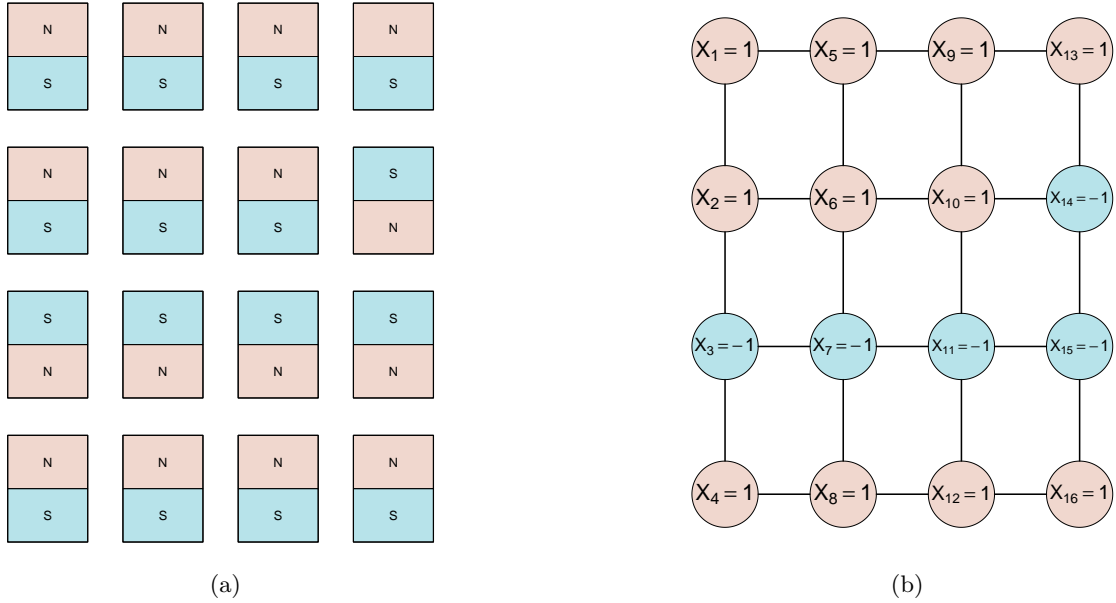 N N N N
S S S S
N N N S
S S S N
S S S S
N N N N
N N N N
S S S S
(a)
X₁ = 1 X₅ = 1 X₉ = 1 X₁₃ = 1
X₂ = 1 X₆ = 1 X₁₀ = 1 X₁₄ = −1
X₃ = −1 X₇ = −1 X₁₁ = −1 X₁₅ = −1
X₄ = 1 X₈ = 1 X₁₂ = 1 X₁₆ = 1
(b)